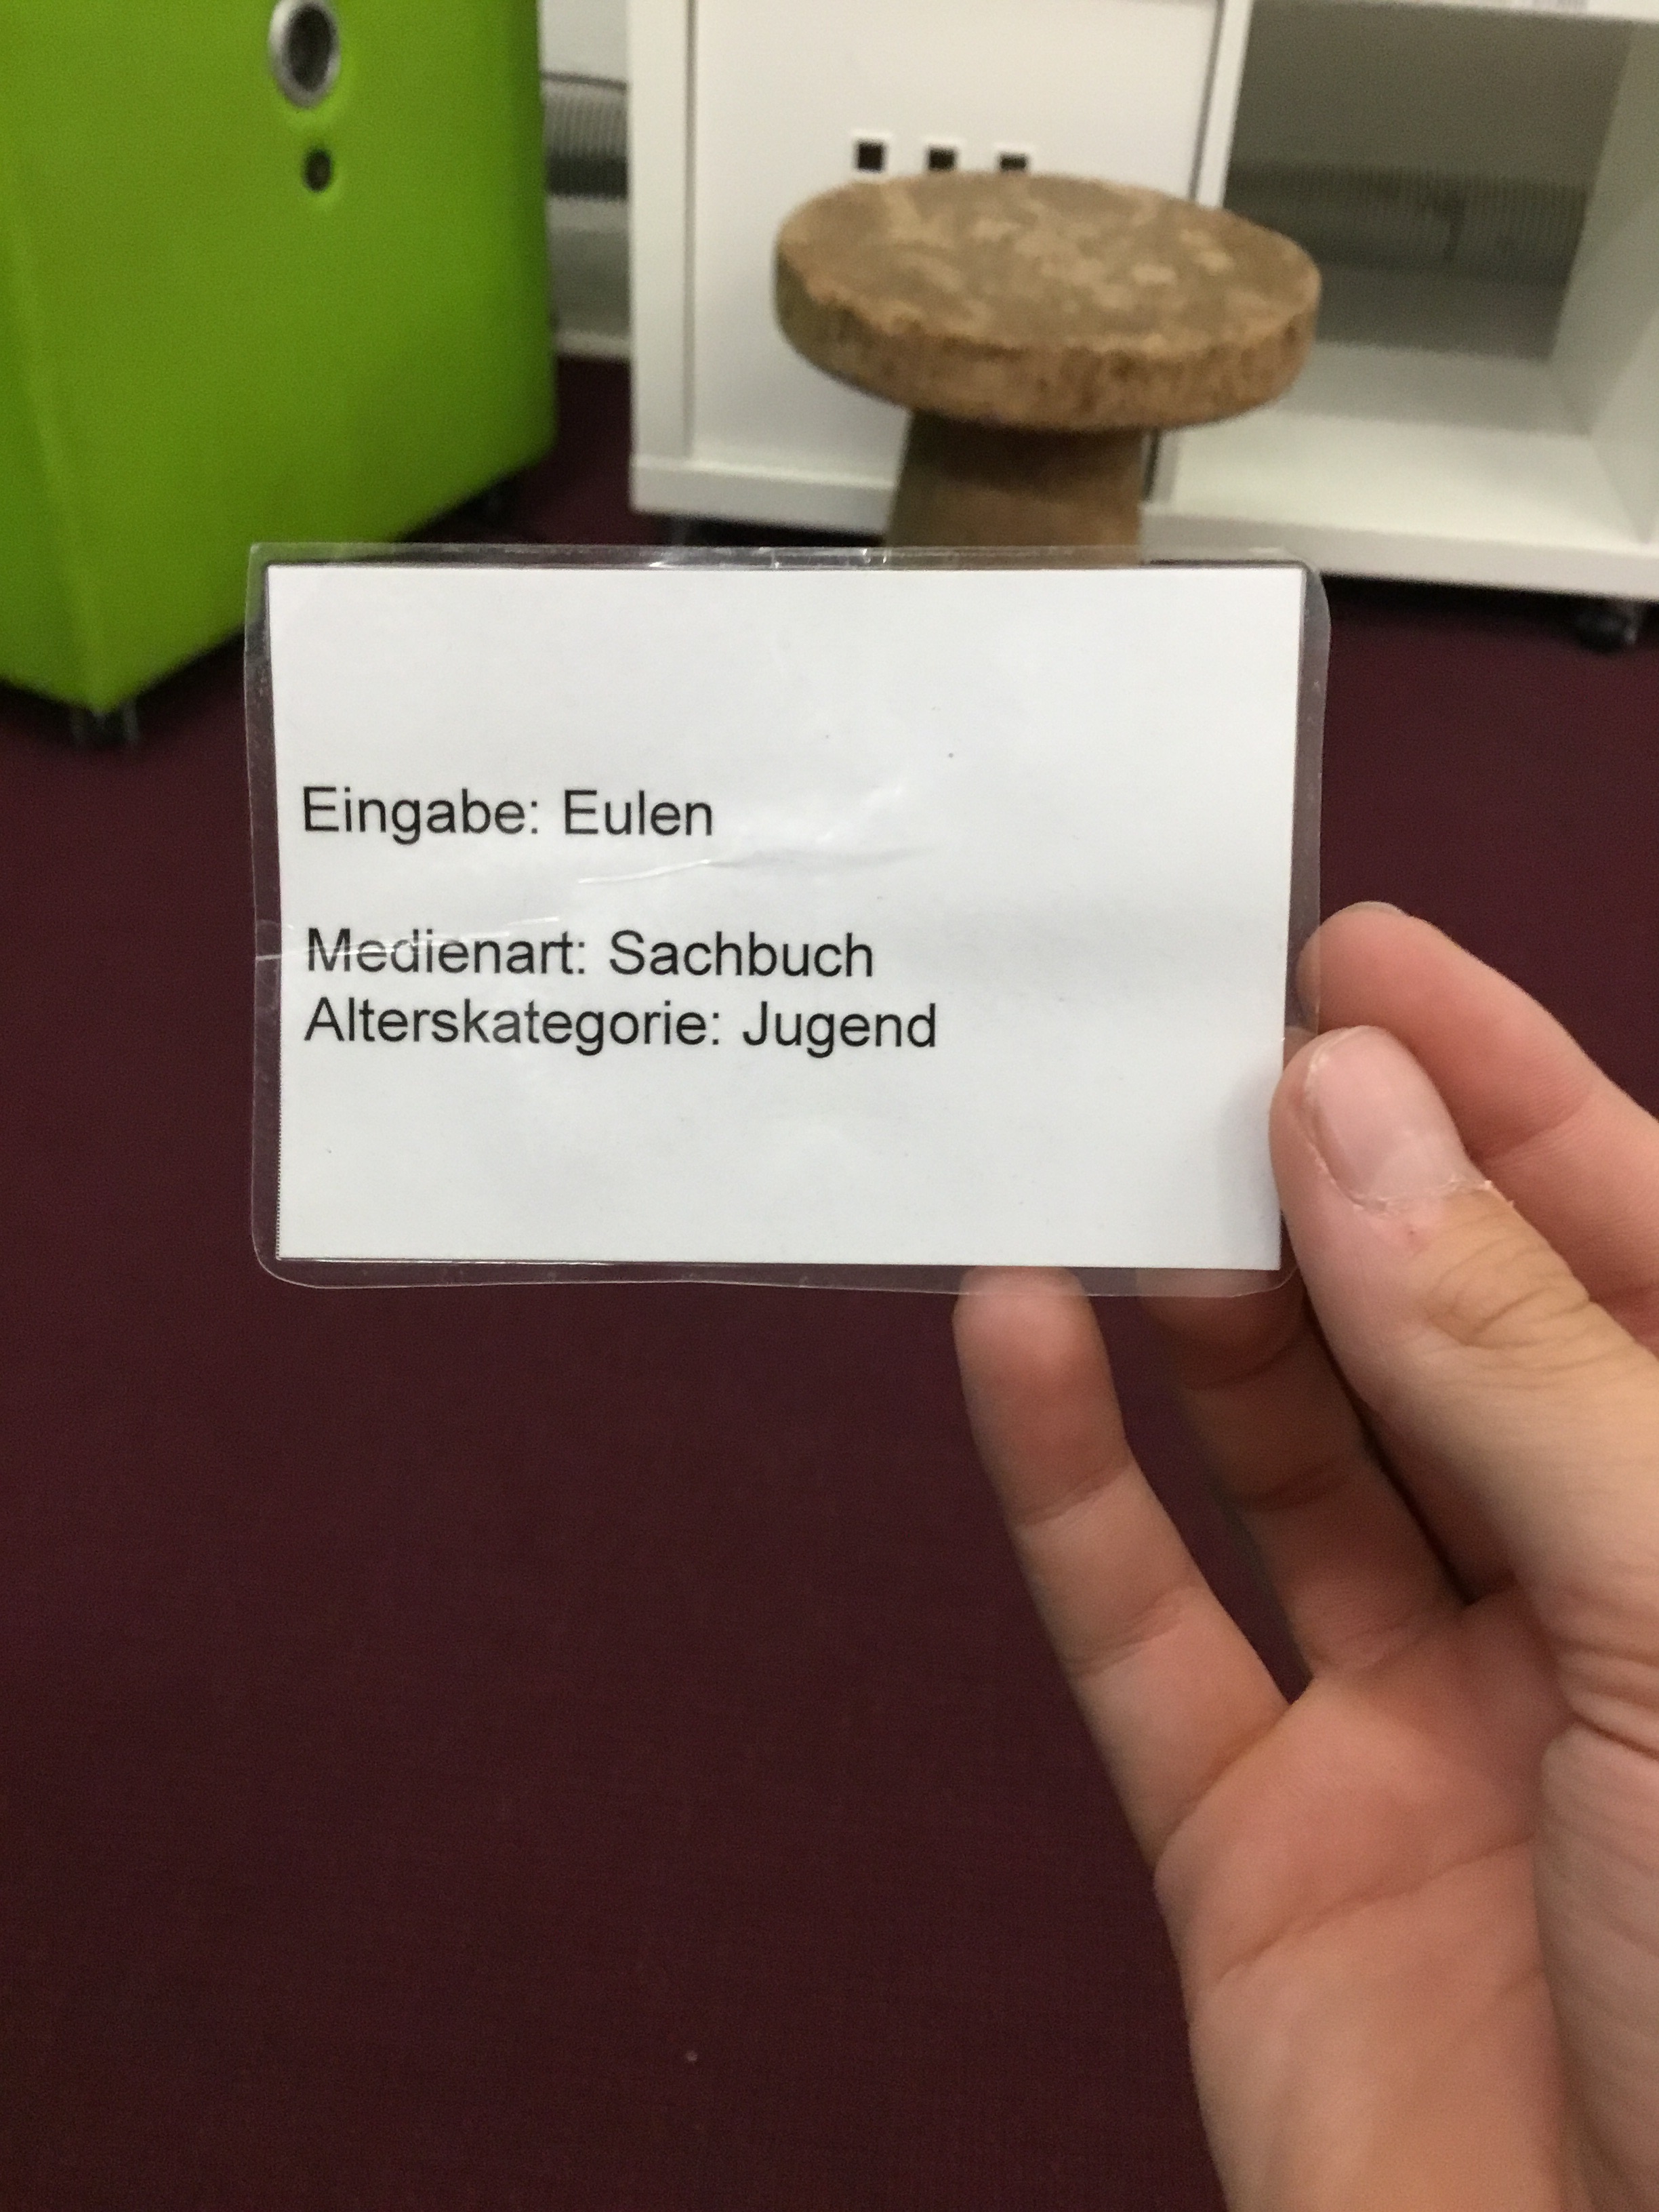 Eingabe: Eulen
Medienart: Sachbuch
Alterskategorie: Jugend